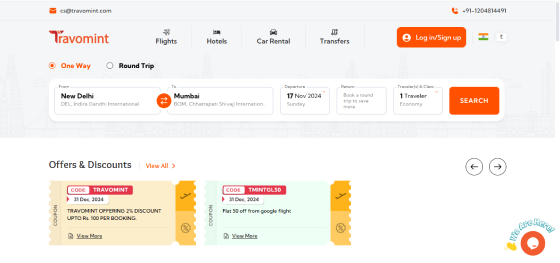 cs@travomint.com
+91-1204814491
Travomint
Flights
Hotels
Car Rental
Transfers
Log in/Sign up
₹
One Way
Round Trip
From
New Delhi
DEL, Indira Gandhi International
To
Mumbai
BOM, Chhatrapati Shivaji Internation
Departure
17 Nov'2024
Sunday
Return
Book a round
trip to save
more
Traveler(s) & Class
1 Traveler
Economy
SEARCH
Offers & Discounts
View All
COUPON
CODE TRAVOMINT
31 Dec, 2024
TRAVOMINT OFFERING 2% DISCOUNT
UPTO Rs. 100 PER BOOKING.
View More
COUPON
CODE TMINTGL50
31 Dec, 2024
Flat 50 off from google flight
View More
We Are Here!